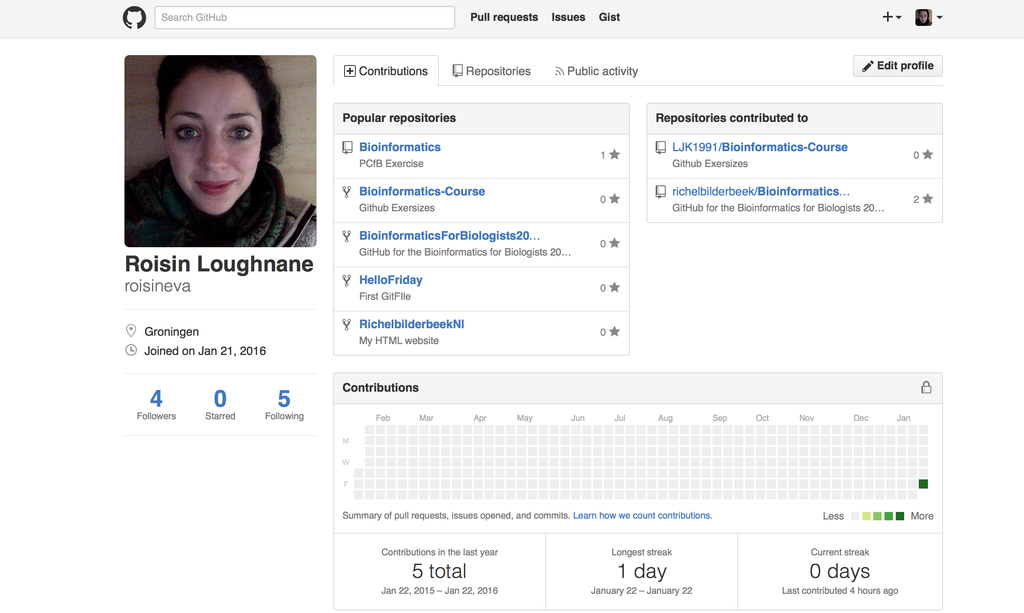 Search GitHub
Pull requests Issues Gist
Contributions Repositories Public activity
Edit profile
Roisin Loughnane
roisineva
Groningen
Joined on Jan 21, 2016
4 0 5
Followers Starred Following
Popular repositories
Bioinformatics
PCfB Exercise
1
Bioinformatics-Course
Github Exersizes
0
BioinformaticsForBiologists20…
GitHub for the Bioinformatics for Biologists 20…
0
HelloFriday
First GitFIle
0
RichelbilderbeekNl
My HTML website
0
Repositories contributed to
LJK1991/Bioinformatics-Course
Github Exersizes
0
richelbilderbeek/Bioinformatics…
GitHub for the Bioinformatics for Biologists 20…
2
Contributions
Feb Mar Apr May Jun Jul Aug Sep Oct Nov Dec Jan
M
W
F
Summary of pull requests, issues opened, and commits. Learn how we count contributions.
Less More
Contributions in the last year
5 total
Jan 22, 2015 – Jan 22, 2016
Longest streak
1 day
January 22 – January 22
Current streak
0 days
Last contributed 4 hours ago